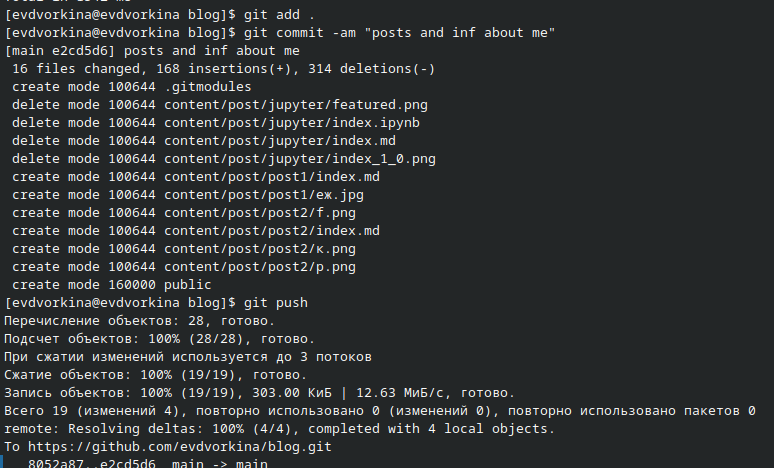 [evdvorkina@evdvorkina blog]$ git add .
[evdvorkina@evdvorkina blog]$ git commit -am "posts and inf about me"
[main e2cd5d6] posts and inf about me
 16 files changed, 168 insertions(+), 314 deletions(-)
 create mode 100644 .gitmodules
 delete mode 100644 content/post/jupyter/featured.png
 delete mode 100644 content/post/jupyter/index.ipynb
 delete mode 100644 content/post/jupyter/index.md
 delete mode 100644 content/post/jupyter/index_1_0.png
 create mode 100644 content/post/post1/index.md
 create mode 100644 content/post/post1/еж.jpg
 create mode 100644 content/post/post2/f.png
 create mode 100644 content/post/post2/index.md
 create mode 100644 content/post/post2/к.png
 create mode 100644 content/post/post2/р.png
 create mode 160000 public
[evdvorkina@evdvorkina blog]$ git push
Перечисление объектов: 28, готово.
Подсчет объектов: 100% (28/28), готово.
При сжатии изменений используется до 3 потоков
Сжатие объектов: 100% (19/19), готово.
Запись объектов: 100% (19/19), 303.00 КиБ | 12.63 МиБ/с, готово.
Всего 19 (изменений 4), повторно использовано 0 (изменений 0), повторно использовано пакетов 0
remote: Resolving deltas: 100% (4/4), completed with 4 local objects.
To https://github.com/evdvorkina/blog.git
   8052a87..e2cd5d6  main -> main